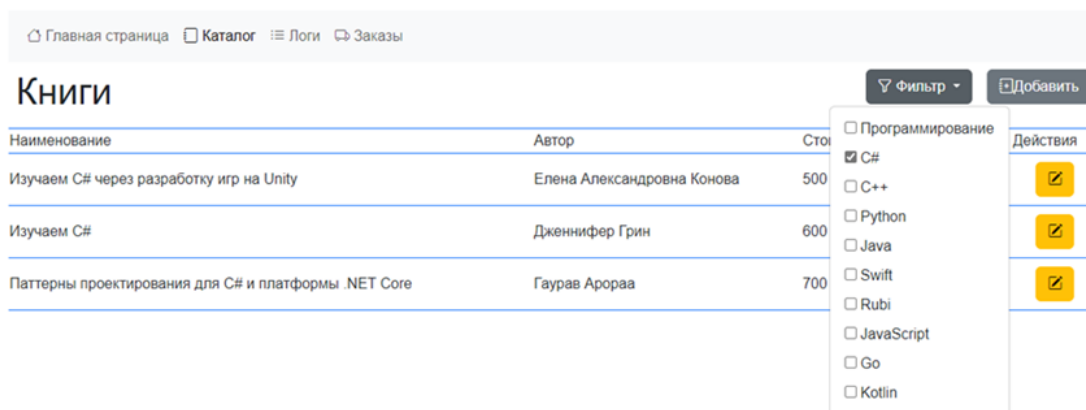 Главная страница Каталог Логи Заказы
Книги
Фильтр Добавить
Наименование Автор Действия
Изучаем C# через разработку игр на Unity Елена Александровна Конова 500
Изучаем C# Дженнифер Грин 600
Паттерны проектирования для C# и платформы .NET Core Гаурав Арораа 700
Программирование
C#
C++
Python
Java
Swift
Rubi
JavaScript
Go
Kotlin